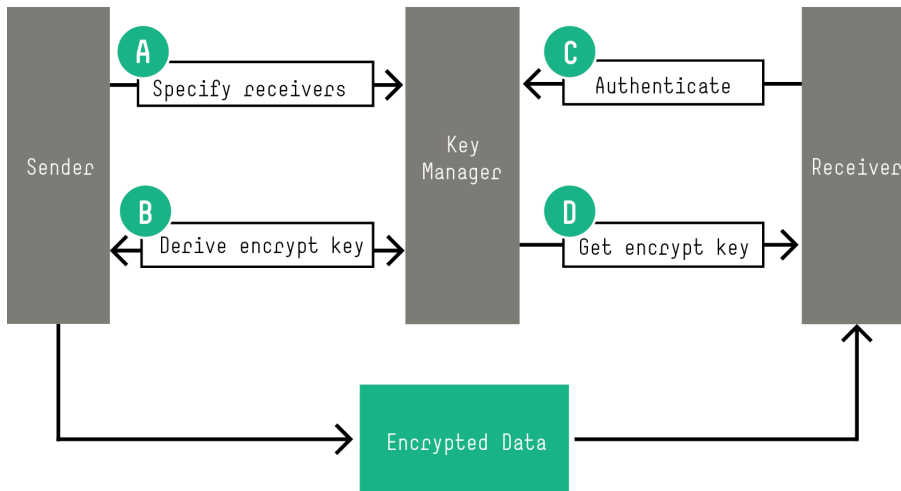 A
Specify receivers
C
Authenticate
Sender
Key
Manager
Receiver
B
Derive encrypt key
D
Get encrypt key
Encrypted Data